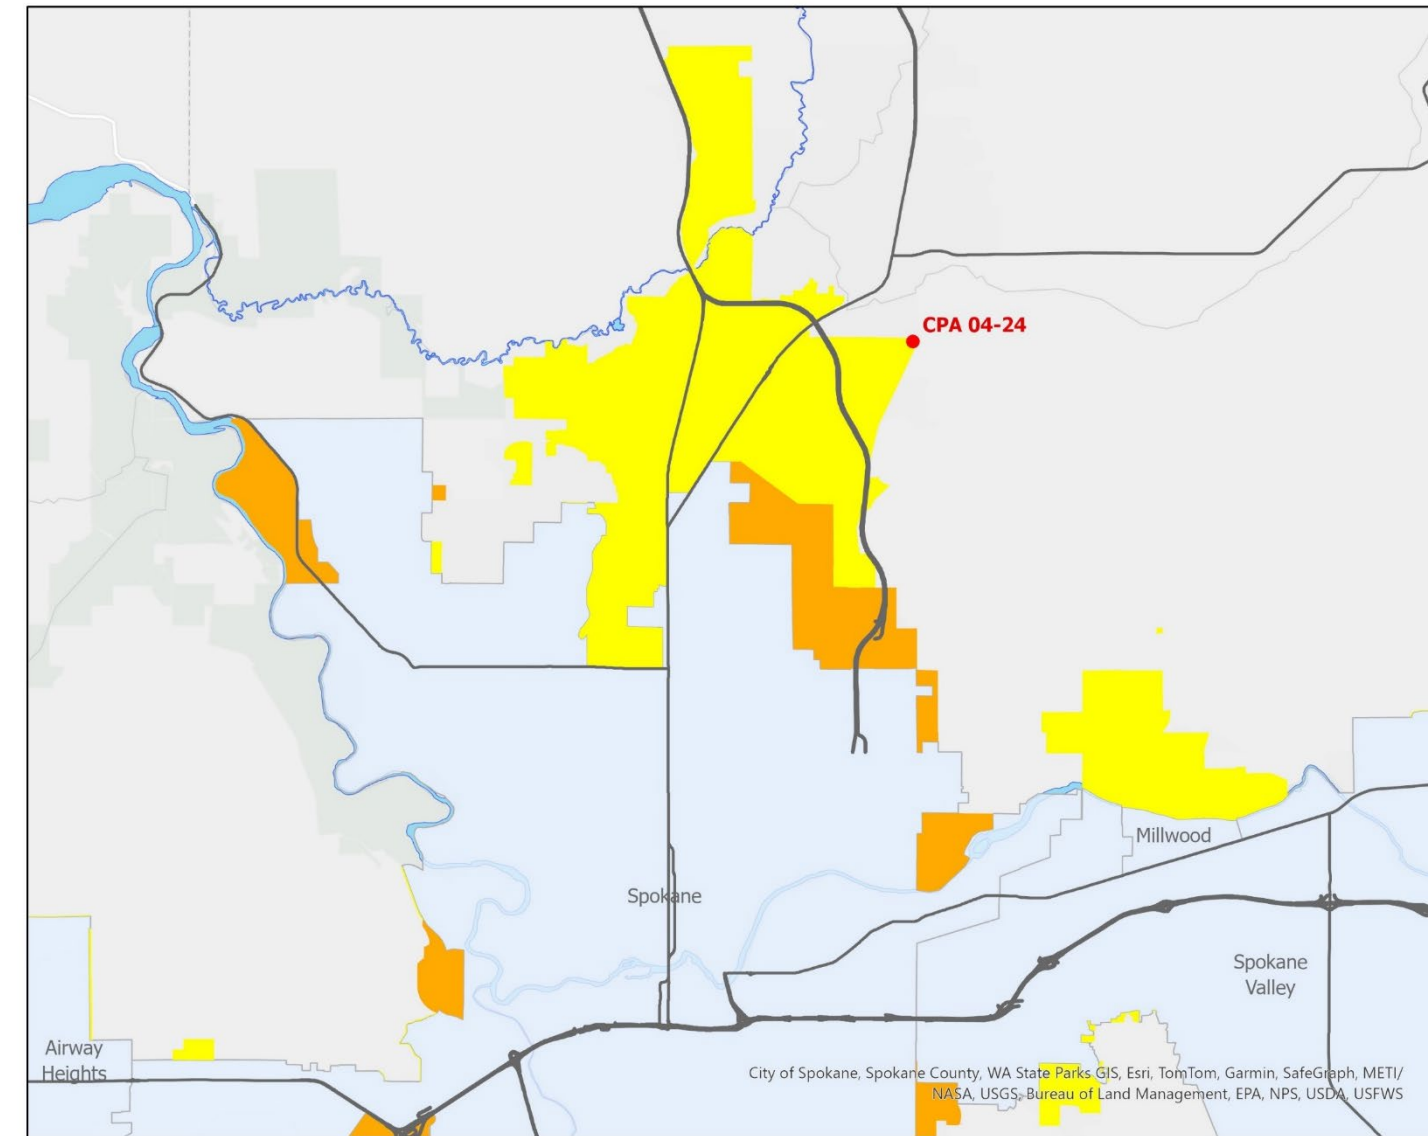 CPA 04-24
Millwood
Spokane
Spokane
Valley
Airway
Heights
City of Spokane, Spokane County, WA State Parks GIS, Esri, TomTom, Garmin, SafeGraph, METI/
NASA, USGS, Bureau of Land Management, EPA, NPS, USDA, USFWS